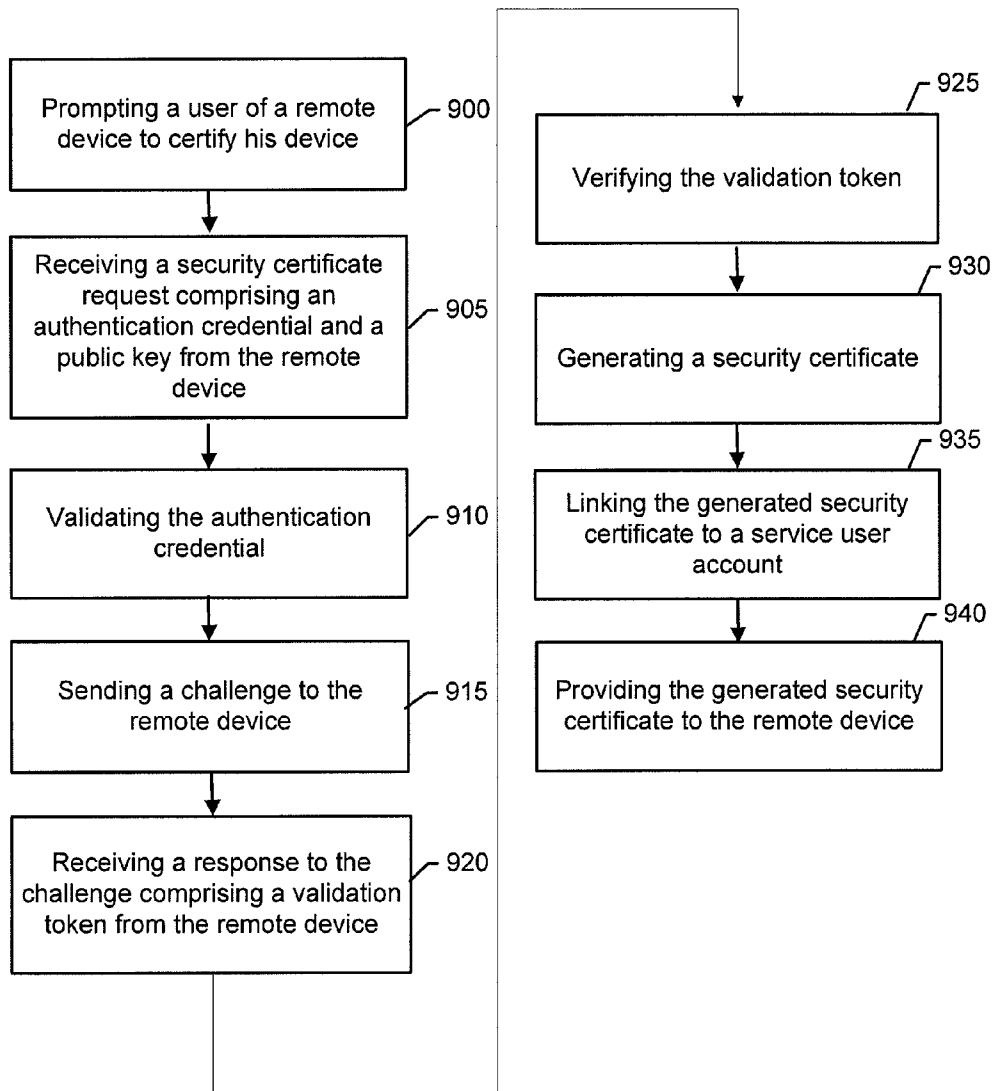 Prompting a user of a remote
device to certify his device
900
Receiving a security certificate
request comprising an
authentication credential and a
public key from the remote
device
905
Validating the authentication
credential
910
Sending a challenge to the
remote device
915
Receiving a response to the
challenge comprising a validation
token from the remote device
920
925
Verifying the validation token
930
Generating a security certificate
935
Linking the generated security
certificate to a service user
account
940
Providing the generated security
certificate to the remote device